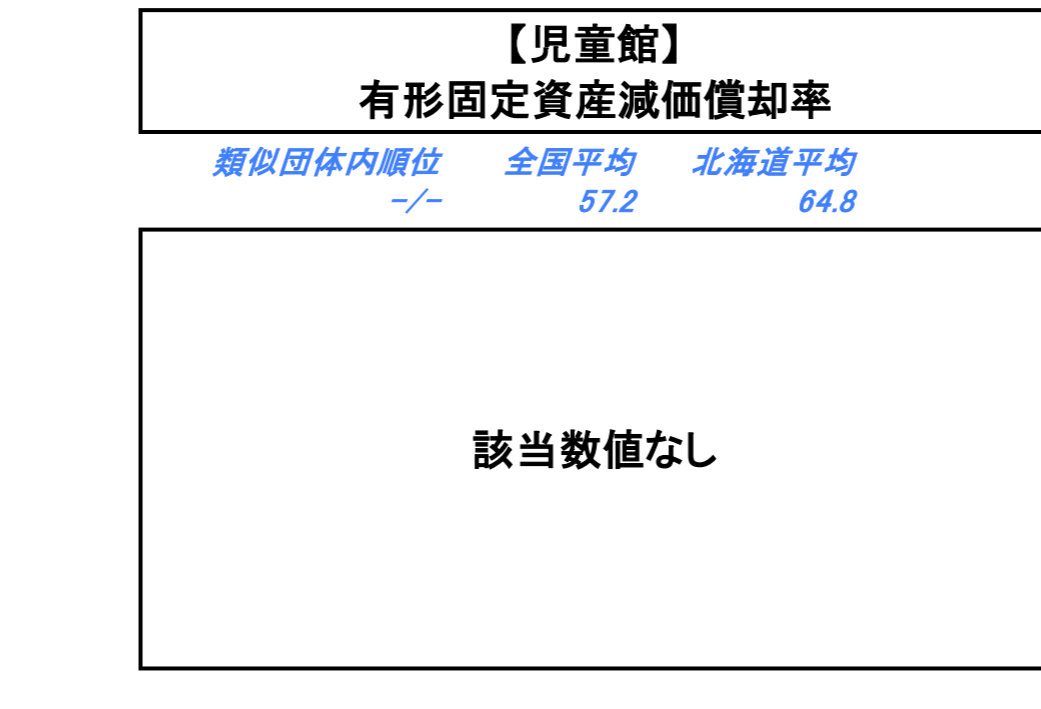 【児童館】
有形固定資産減価償却率
類似団体内順位 全国平均 北海道平均
-/- 57.2 64.8
該当数値なし